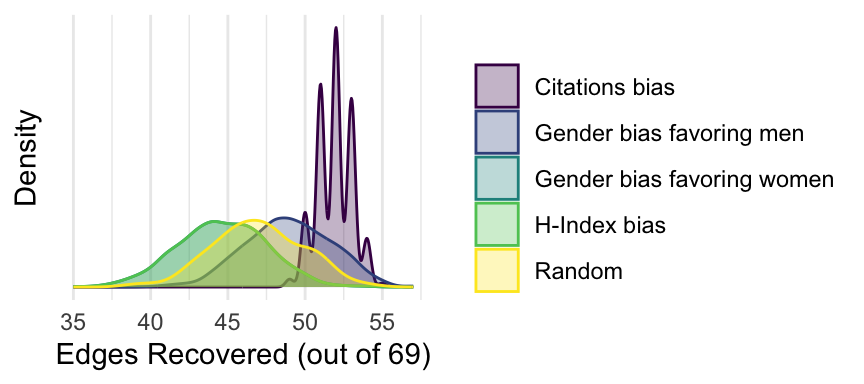 Density
35 40 45 50 55
Edges Recovered (out of 69)
Citations bias
Gender bias favoring men
Gender bias favoring women
H-Index bias
Random